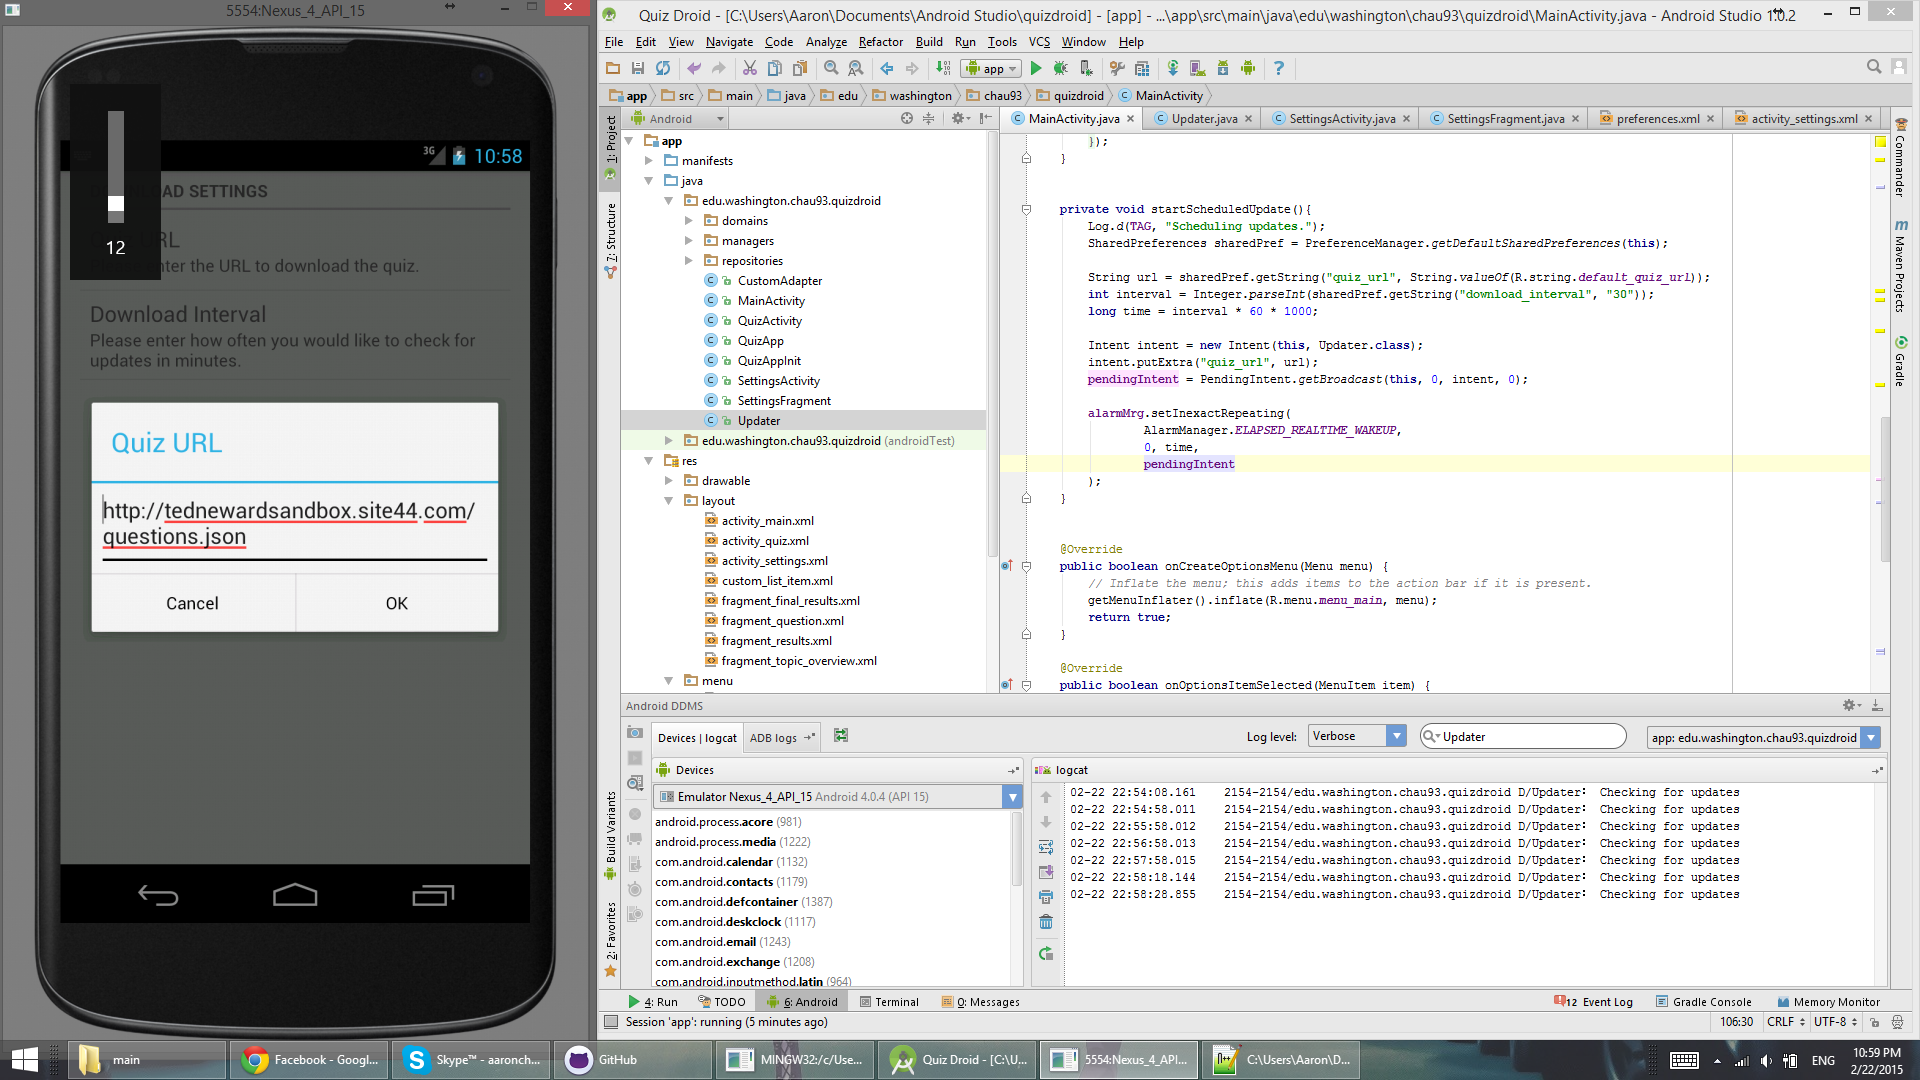 5554:Nexus_4_API_15
3G 10:58
AD SETTINGS
12
URL
enter the URL to download the quiz.
Download Interval
Please enter how often you would like to check for
updates in minutes.
Quiz URL
http://tednewardsandbox.site44.com/
questions.json
Cancel OK
Quiz Droid - [C:\Users\Aaron\Documents\Android Studio\quizdroid] - [app] - ...\app\src\main\java\edu\washington\chau93\quizdroid\MainActivity.java - Android Studio 1.0.2
File Edit View Navigate Code Analyze Refactor Build Run Tools VCS Window Help
app
app src main java edu washington chau93 quizdroid MainActivity
1: Project
7: Structure
Build Variants
2: Favorites
Android
app
manifests
java
edu.washington.chau93.quizdroid
domains
managers
repositories
CustomAdapter
MainActivity
QuizActivity
QuizApp
QuizAppInit
SettingsActivity
SettingsFragment
Updater
edu.washington.chau93.quizdroid (androidTest)
res
drawable
layout
activity_main.xml
activity_quiz.xml
activity_settings.xml
custom_list_item.xml
fragment_final_results.xml
fragment_question.xml
fragment_results.xml
fragment_topic_overview.xml
menu
MainActivity.java Updater.java SettingsActivity.java SettingsFragment.java preferences.xml activity_settings.xml
});
}
private void startScheduledUpdate(){
Log.d(TAG, "Scheduling updates.");
SharedPreferences sharedPref = PreferenceManager.getDefaultSharedPreferences(this);
String url = sharedPref.getString("quiz_url", String.valueOf(R.string.default_quiz_url));
int interval = Integer.parseInt(sharedPref.getString("download_interval", "30"));
long time = interval * 60 * 1000;
Intent intent = new Intent(this, Updater.class);
intent.putExtra("quiz_url", url);
pendingIntent = PendingIntent.getBroadcast(this, 0, intent, 0);
alarmMrg.setInexactRepeating(
AlarmManager.ELAPSED_REALTIME_WAKEUP,
0, time,
pendingIntent
);
}
@Override
public boolean onCreateOptionsMenu(Menu menu) {
// Inflate the menu; this adds items to the action bar if it is present.
getMenuInflater().inflate(R.menu.menu_main, menu);
return true;
}
@Override
public boolean onOptionsItemSelected(MenuItem item) {
Commander
Maven Projects
Gradle
Android DDMS
Devices | logcat ADB logs Log level: Verbose Updater app: edu.washington.chau93.quizdroid
Devices
Emulator Nexus_4_API_15 Android 4.0.4 (API 15)
android.process.acore (981)
android.process.media (1222)
com.android.calendar (1132)
com.android.contacts (1179)
com.android.defcontainer (1387)
com.android.deskclock (1117)
com.android.email (1243)
com.android.exchange (1208)
com.android.inputmethod.latin (964)
logcat
02-22 22:54:08.161 2154-2154/edu.washington.chau93.quizdroid D/Updater: Checking for updates
02-22 22:54:58.011 2154-2154/edu.washington.chau93.quizdroid D/Updater: Checking for updates
02-22 22:55:58.012 2154-2154/edu.washington.chau93.quizdroid D/Updater: Checking for updates
02-22 22:56:58.013 2154-2154/edu.washington.chau93.quizdroid D/Updater: Checking for updates
02-22 22:57:58.015 2154-2154/edu.washington.chau93.quizdroid D/Updater: Checking for updates
02-22 22:58:18.144 2154-2154/edu.washington.chau93.quizdroid D/Updater: Checking for updates
02-22 22:58:28.855 2154-2154/edu.washington.chau93.quizdroid D/Updater: Checking for updates
4: Run TODO 6: Android Terminal 0: Messages 12 Event Log Gradle Console Memory Monitor
Session 'app': running (5 minutes ago) 106:30 CRLF UTF-8
main Facebook - Googl... Skype™ - aaronch... GitHub MINGW32:/c/Use... Quiz Droid - [C:\U... 5554:Nexus_4_API... C:\Users\Aaron\D... ENG 10:59 PM
2/22/2015